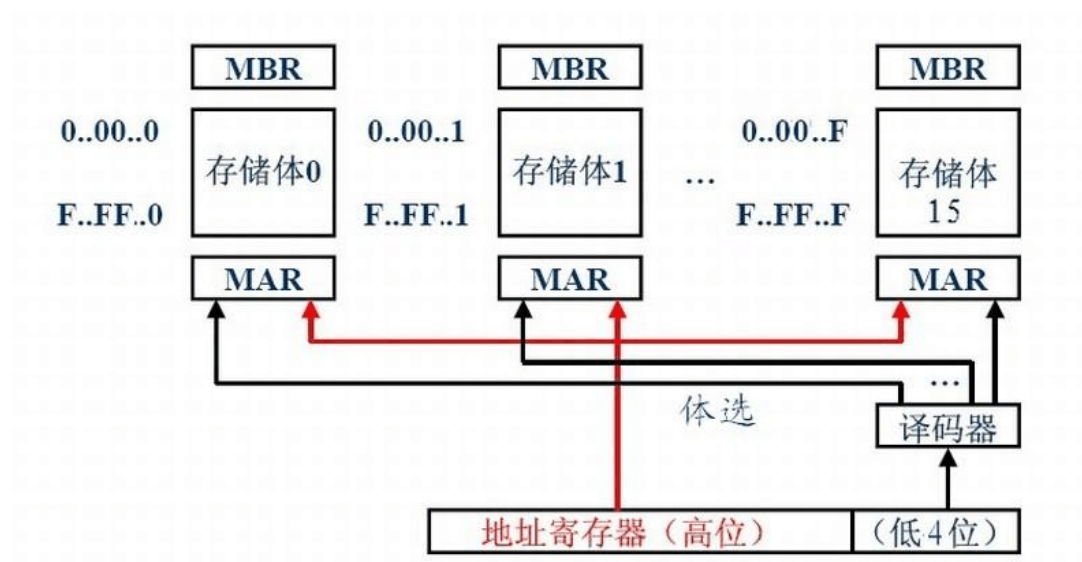 MBR MBR MBR
0..00..0 0..00..1 0..00..F
存储体0 存储体1 … 存储体
15
F..FF..0 F..FF..1 F..FF..F
MAR MAR MAR
…
体选
译码器
地址寄存器（高位） （低4位）